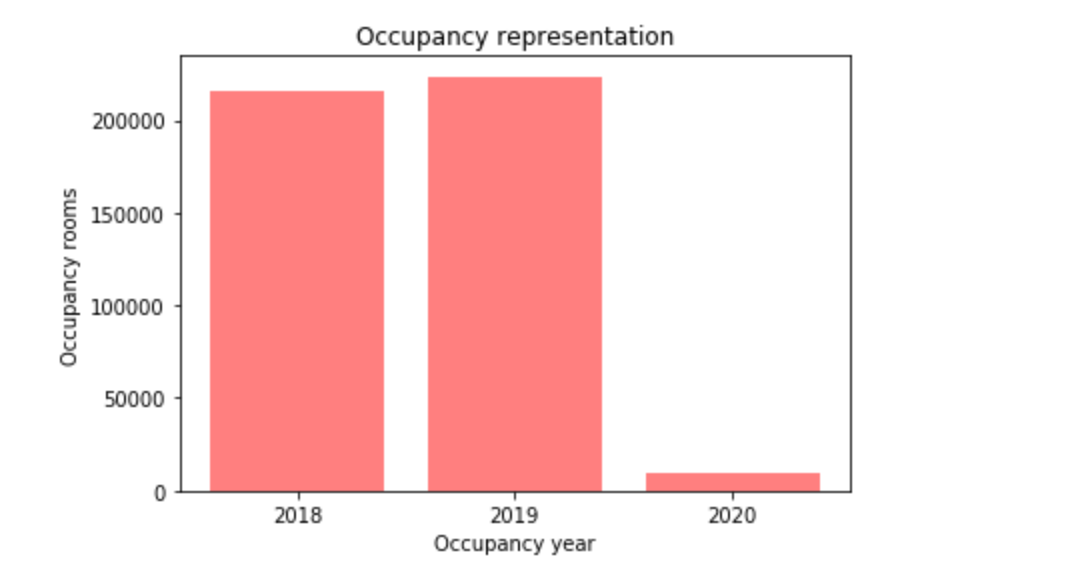 Occupancy representation
200000
150000
100000
50000
0
Occupancy rooms
2018 2019 2020
Occupancy year